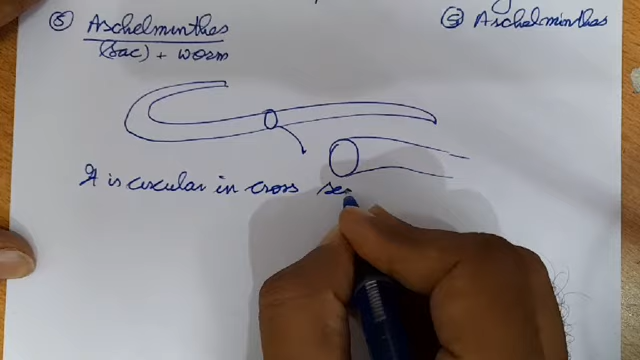 ⑤ Aschelminthes
⑤ Aschelminthes
(Sac) + worm
It is circular in cross se